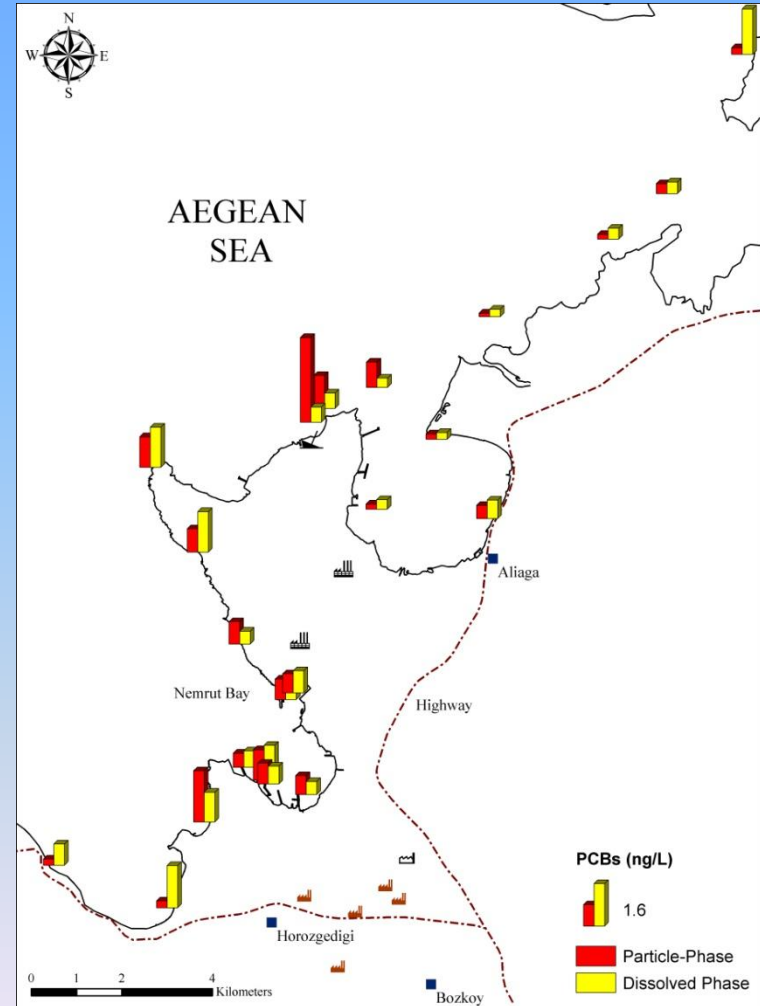 N
W E
S
AEGEAN
SEA
Aliaga
Nemrut Bay
Highway
PCBs (ng/L)
1.6
Particle-Phase
Dissolved Phase
Horozgedigi
Bozkoy
0 1 2 4
Kilometers